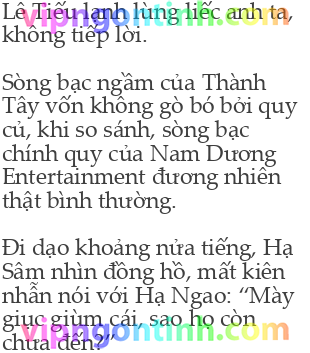 Lê Tiếu lạnh lùng liếc anh ta,
không tiếp lời.
Sòng bạc ngầm của Thành
Tây vốn không gò bó bởi quy
củ, khi so sánh, sòng bạc
chính quy của Nam Dương
Entertainment đương nhiên
thật bình thường.
Đi dạo khoảng nửa tiếng, Hạ
Sâm nhìn đồng hồ, mất kiên
nhẫn nói với Hạ Ngao: “Mày
giục giùm cái, sao họ còn
chưa đến?”
vipngontinh.com
vipngontinh.com